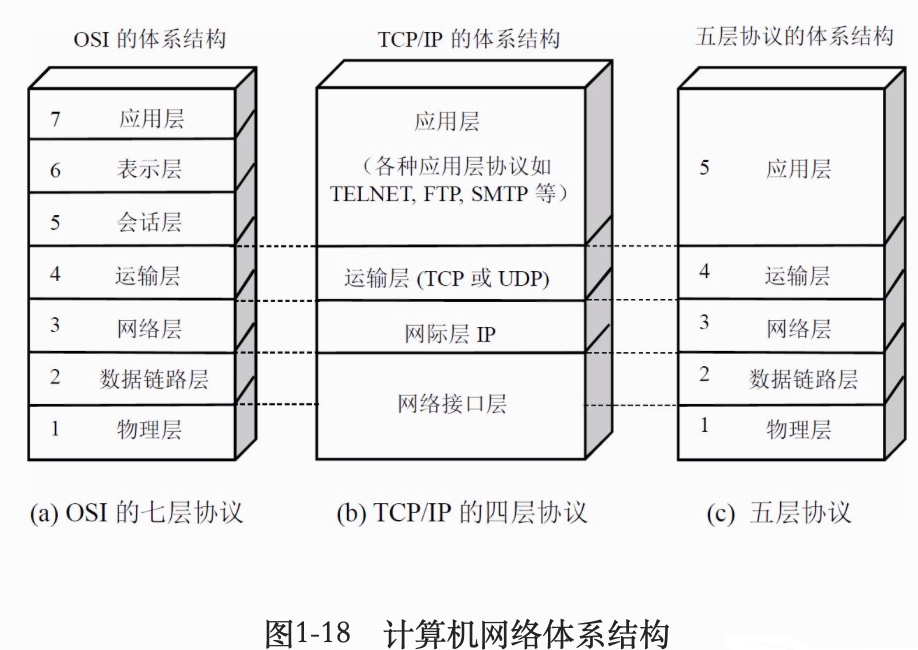 OSI 的体系结构
7 应用层
6 表示层
5 会话层
4 运输层
3 网络层
2 数据链路层
1 物理层
(a) OSI 的七层协议
TCP/IP 的体系结构
应用层
（各种应用层协议如
TELNET, FTP, SMTP 等）
运输层 (TCP 或 UDP)
网际层 IP
网络接口层
(b) TCP/IP 的四层协议
五层协议的体系结构
5 应用层
4 运输层
3 网络层
2 数据链路层
1 物理层
(c) 五层协议
图1-18 计算机网络体系结构